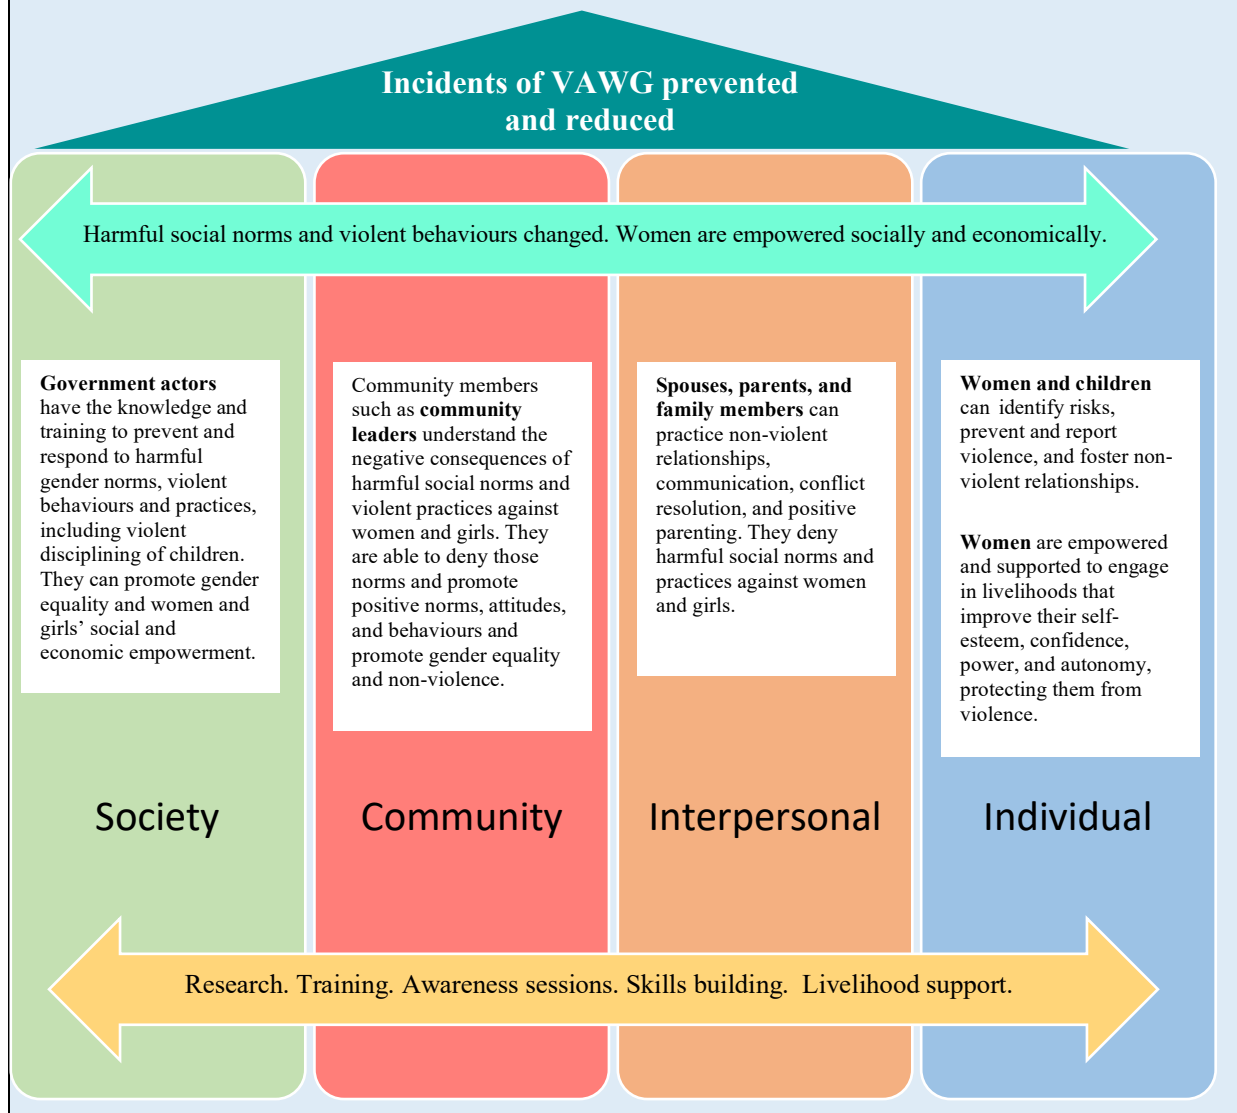 Incidents of VAWG prevented
and reduced
Harmful social norms and violent behaviours changed. Women are empowered socially and economically.
Government actors
have the knowledge and
training to prevent and
respond to harmful
gender norms, violent
behaviours and practices,
including violent
disciplining of children.
They can promote gender
equality and women and
girls’ social and
economic empowerment.
Community members
such as community
leaders understand the
negative consequences of
harmful social norms and
violent practices against
women and girls. They
are able to deny those
norms and promote
positive norms, attitudes,
and behaviours and
promote gender equality
and non-violence.
Spouses, parents, and
family members can
practice non-violent
relationships,
communication, conflict
resolution, and positive
parenting. They deny
harmful social norms and
practices against women
and girls.
Women and children
can identify risks,
prevent and report
violence, and foster non-
violent relationships.
Women are empowered
and supported to engage
in livelihoods that
improve their self-
esteem, confidence,
power, and autonomy,
protecting them from
violence.
Society
Community
Interpersonal
Individual
Research. Training. Awareness sessions. Skills building. Livelihood support.